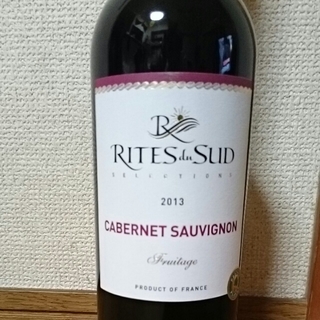 R
RITES du SUD
SELECTIONS
2013
CABERNET SAUVIGNON
Fruitage
PRODUCT OF FRANCE